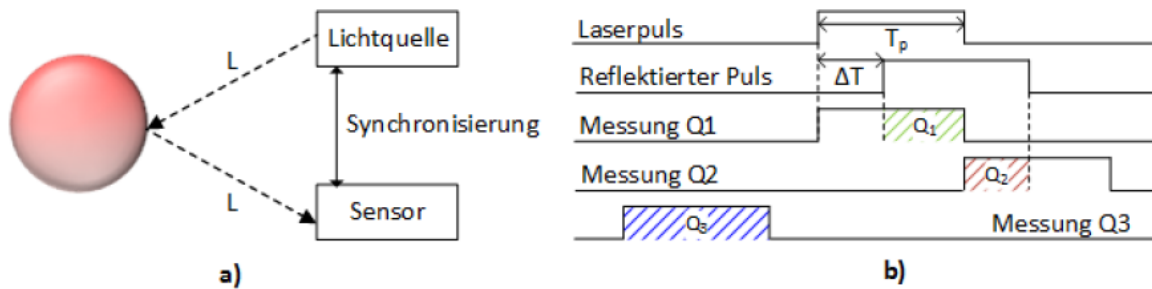 Lichtquelle
L
Synchronisierung
L
Sensor
a)
Laserpuls
Tp
Reflektierter Puls
ΔT
Messung Q1
Q1
Messung Q2
Q2
Q3
Messung Q3
b)